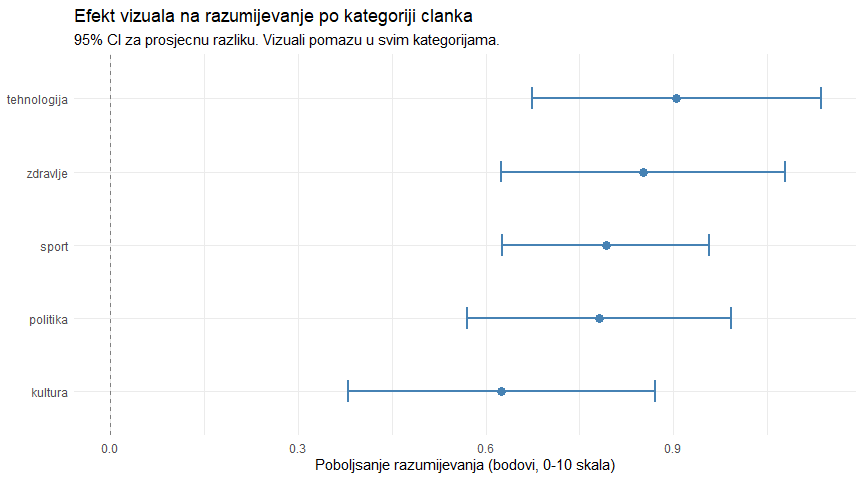 Efekt vizuala na razumijevanje po kategoriji clanka
95% CI za prosjecnu razliku. Vizuali pomazu u svim kategorijama.
tehnologija
zdravlje
sport
politika
kultura
0.0 0.3 0.6 0.9
Poboljsanje razumijevanja (bodovi, 0-10 skala)